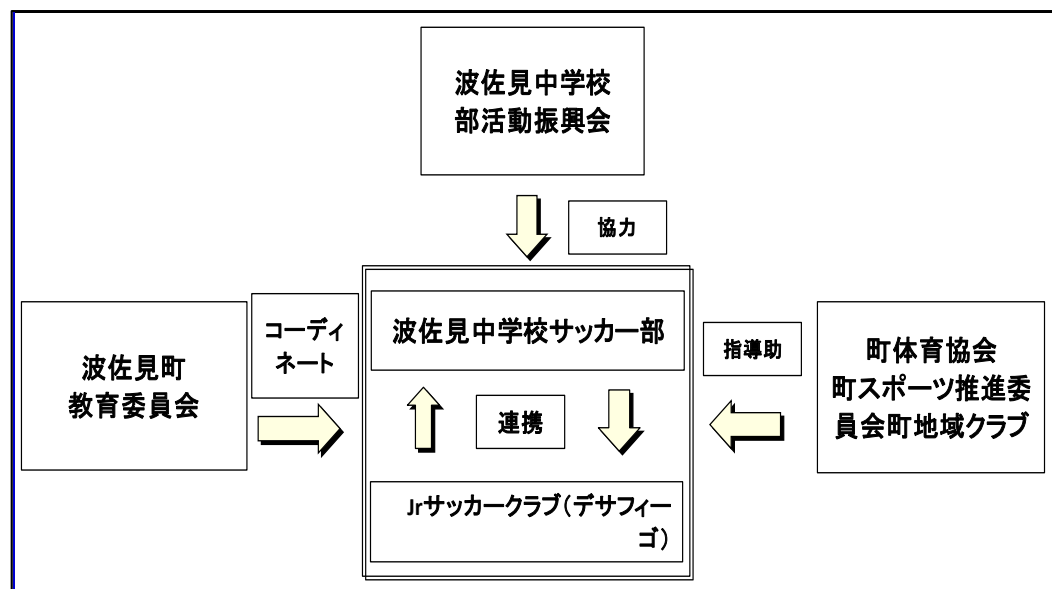 波佐見中学校
部活動振興会
協力
波佐見町
教育委員会
コーディ
ネート
波佐見中学校サッカー部
連携
Jrサッカークラブ（デサフィー
ゴ）
指導助
町体育協会
町スポーツ推進委
員会町地域クラブ